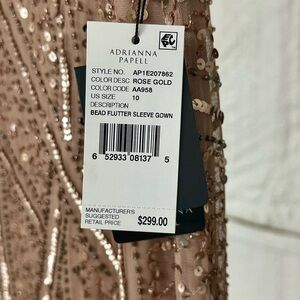 ADRIANNA
PAPELL
STYLE NO. AP1E207862
COLOR DESC ROSE GOLD
COLOR CODE AA958
US SIZE 10
DESCRIPTION
BEAD FLUTTER SLEEVE GOWN
6 52933 08137 5
MANUFACTURER'S
SUGGESTED
RETAIL PRICE $299.00